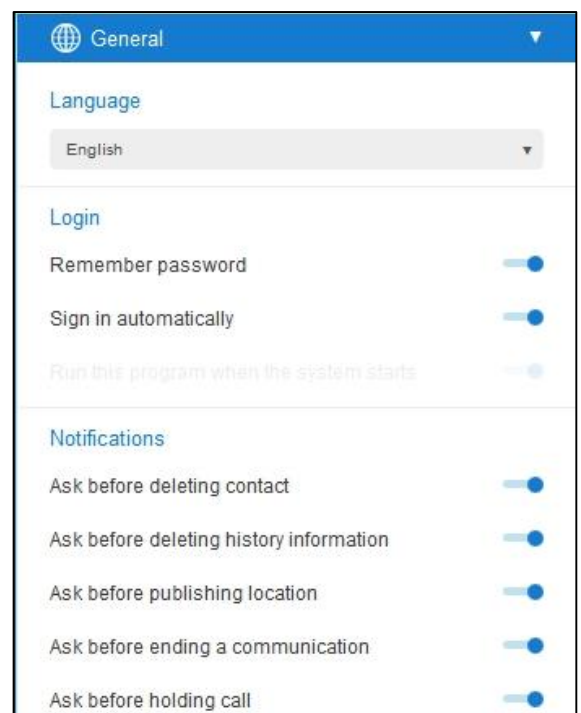 General
Language
English
Login
Remember password
Sign in automatically
Run this program when the system starts
Notifications
Ask before deleting contact
Ask before deleting history information
Ask before publishing location
Ask before ending a communication
Ask before holding call